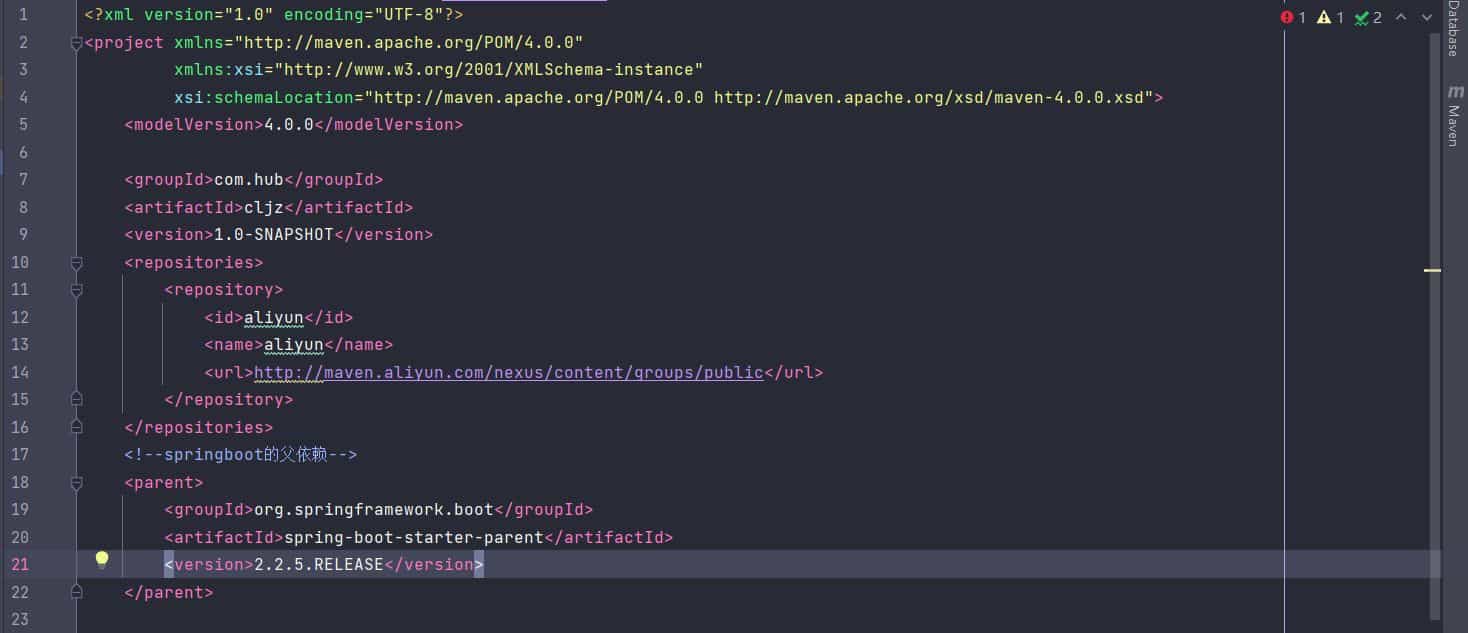 1 <?xml version="1.0" encoding="UTF-8"?>
2 <project xmlns="http://maven.apache.org/POM/4.0.0"
3 xmlns:xsi="http://www.w3.org/2001/XMLSchema-instance"
4 xsi:schemaLocation="http://maven.apache.org/POM/4.0.0 http://maven.apache.org/xsd/maven-4.0.0.xsd">
5 <modelVersion>4.0.0</modelVersion>
6
7 <groupId>com.hub</groupId>
8 <artifactId>cljz</artifactId>
9 <version>1.0-SNAPSHOT</version>
10 <repositories>
11 <repository>
12 <id>aliyun</id>
13 <name>aliyun</name>
14 <url>http://maven.aliyun.com/nexus/content/groups/public</url>
15 </repository>
16 </repositories>
17 <!--springboot的父依赖-->
18 <parent>
19 <groupId>org.springframework.boot</groupId>
20 <artifactId>spring-boot-starter-parent</artifactId>
21 <version>2.2.5.RELEASE</version>
22 </parent>
23
1 1 2
Database
m Maven